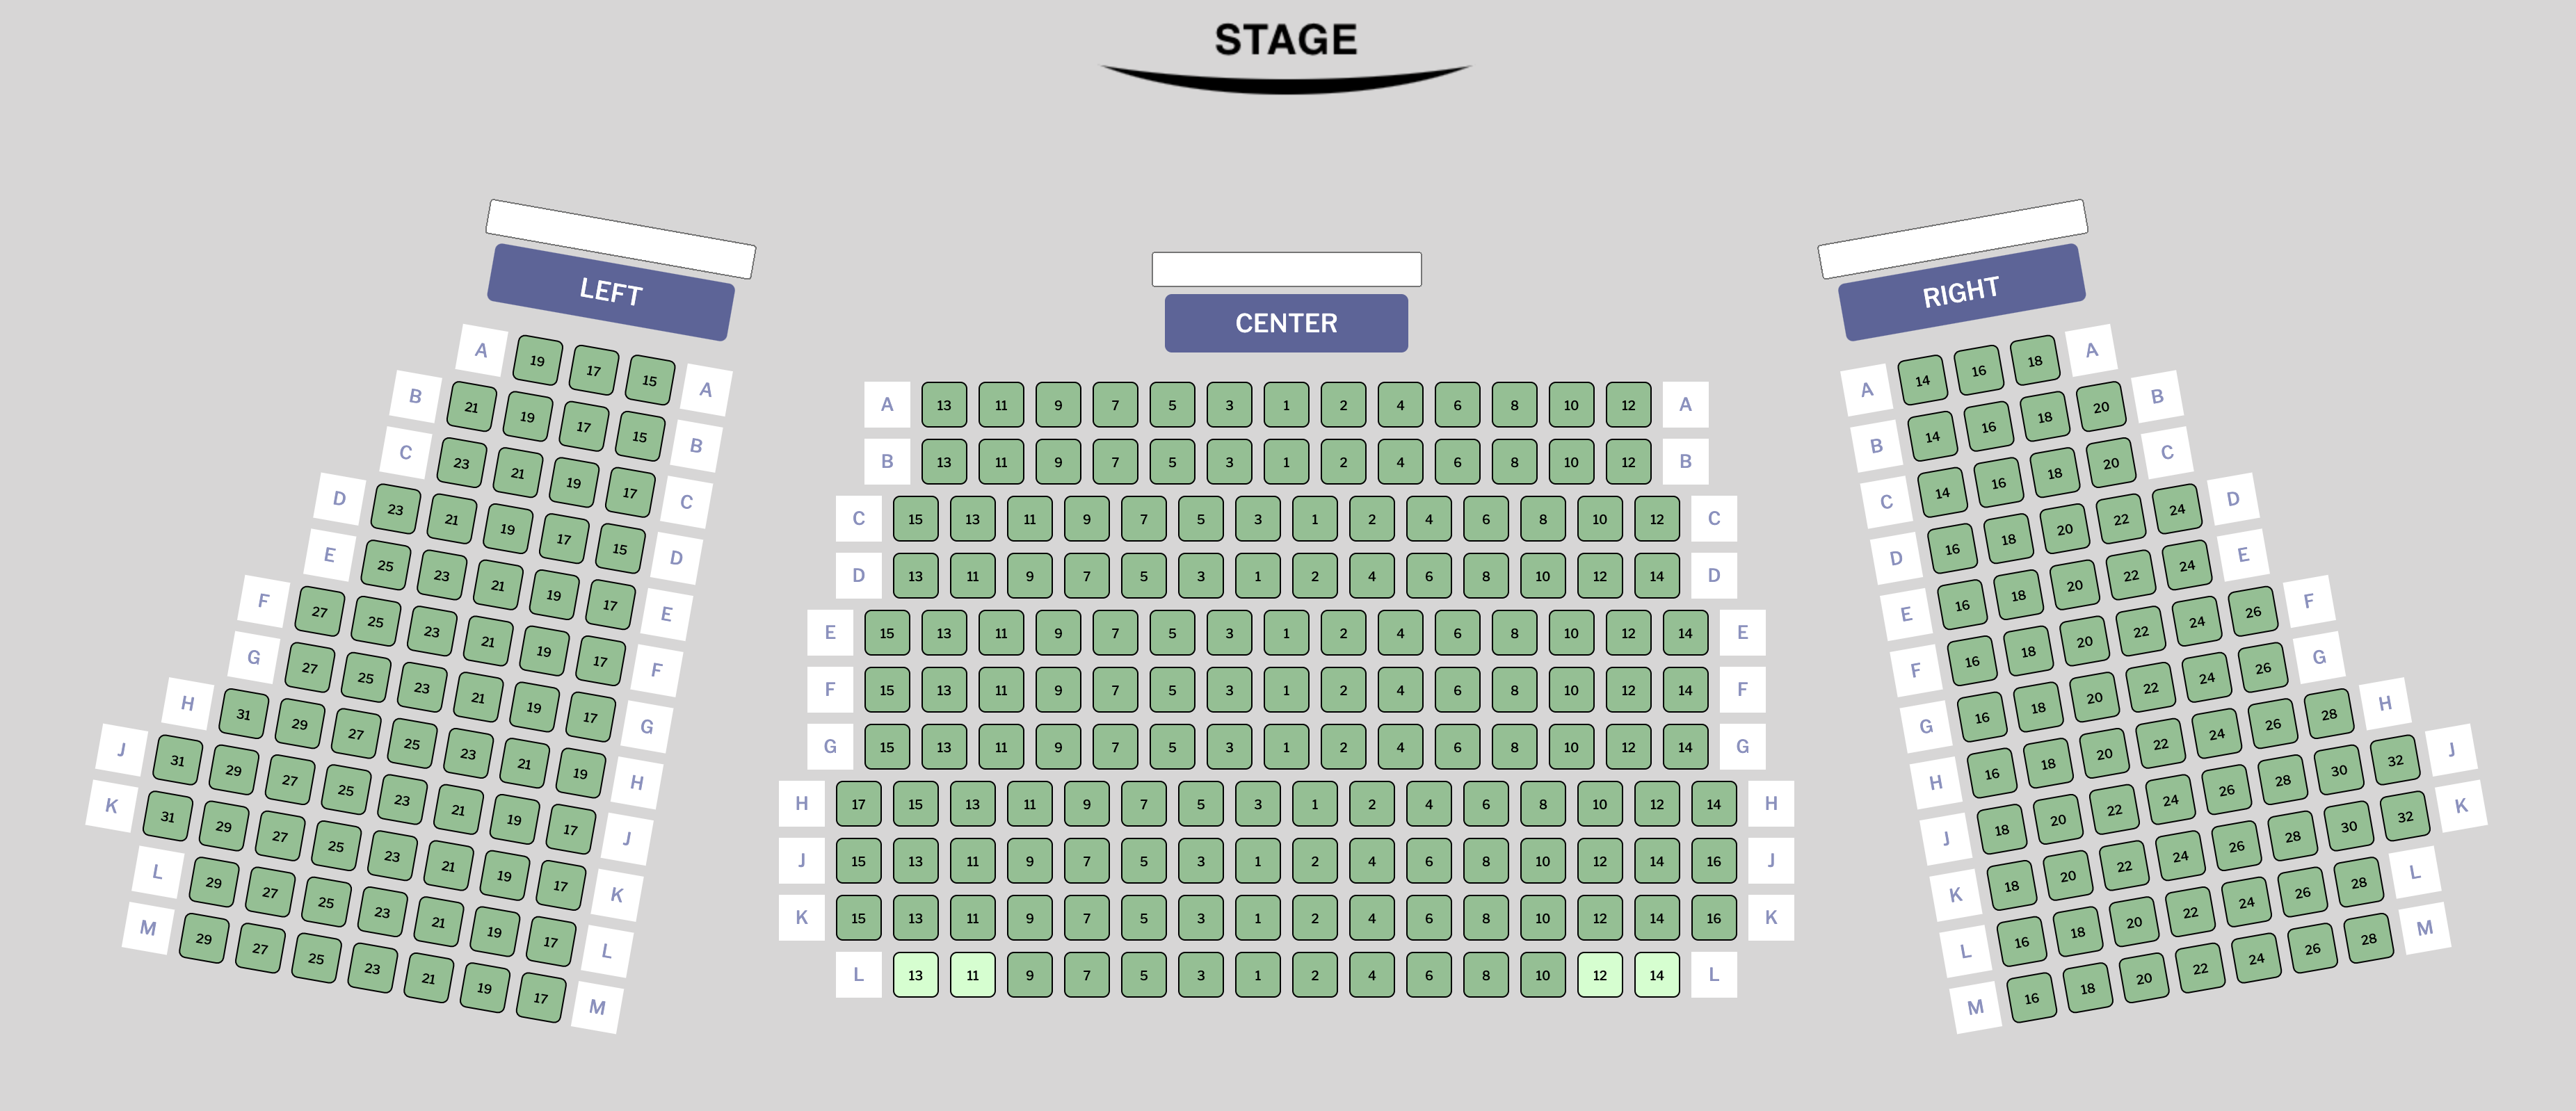 STAGE
LEFT
A 19 17 15 A
B 21 19 17 15 B
C 23 21 19 17 C
D 23 21 19 17 15 D
E 25 23 21 19 17 E
F 27 25 23 21 19 17 F
G 27 25 23 21 19 17 G
H 31 29 27 25 23 21 19 H
J 31 29 27 25 23 21 19 17 J
K 31 29 27 25 23 21 19 17 K
L 29 27 25 23 21 19 17 L
M 29 27 25 23 21 19 17 M
CENTER
A 13 11 9 7 5 3 1 2 4 6 8 10 12 A
B 13 11 9 7 5 3 1 2 4 6 8 10 12 B
C 15 13 11 9 7 5 3 1 2 4 6 8 10 12 C
D 13 11 9 7 5 3 1 2 4 6 8 10 12 14 D
E 15 13 11 9 7 5 3 1 2 4 6 8 10 12 14 E
F 15 13 11 9 7 5 3 1 2 4 6 8 10 12 14 F
G 15 13 11 9 7 5 3 1 2 4 6 8 10 12 14 G
H 17 15 13 11 9 7 5 3 1 2 4 6 8 10 12 14 H
J 15 13 11 9 7 5 3 1 2 4 6 8 10 12 14 16 J
K 15 13 11 9 7 5 3 1 2 4 6 8 10 12 14 16 K
L 13 11 9 7 5 3 1 2 4 6 8 10 12 14 L
RIGHT
A 14 16 18 A
B 14 16 18 20 B
C 14 16 18 20 C
D 16 18 20 22 24 D
E 16 18 20 22 24 E
F 16 18 20 22 24 26 F
G 16 18 20 22 24 26 G
H 16 18 20 22 24 26 28 H
J 18 20 22 24 26 28 30 32 J
K 18 20 22 24 26 28 30 32 K
L 16 18 20 22 24 26 28 L
M 16 18 20 22 24 26 28 M